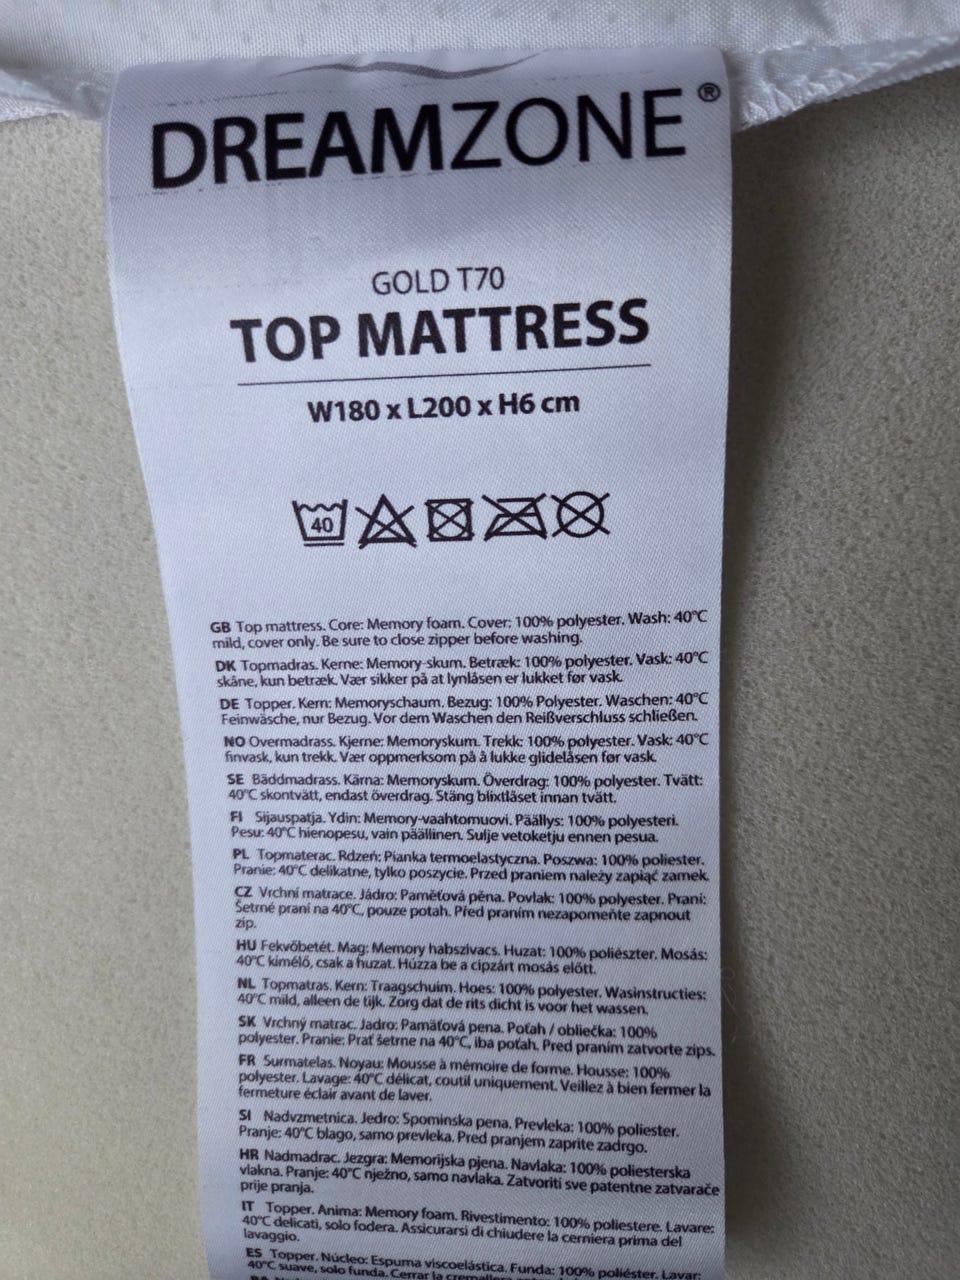 DREAMZONE®
GOLD T70
TOP MATTRESS
W180 x L200 x H6 cm
40
GB Top mattress. Core: Memory foam. Cover: 100% polyester. Wash: 40°C
mild, cover only. Be sure to close zipper before washing.
DK Topmadras. Kerne: Memory-skum. Betræk: 100% polyester. Vask: 40°C
skåne, kun betræk. Vær sikker på at lynlåsen er lukket før vask.
DE Topper. Kern: Memoryschaum. Bezug: 100% Polyester. Waschen: 40°C
Feinwäsche, nur Bezug. Vor dem Waschen den Reißverschluss schließen.
NO Overmadrass. Kjerne: Memoryskum. Trekk: 100% polyester. Vask: 40°C
finvask, kun trekk. Vær oppmerksom på å lukke glidelåsen før vask.
SE Bäddmadrass. Kärna: Memoryskum. Överdrag: 100% polyester. Tvätt:
40°C skontvätt, endast överdrag. Stäng blixtlåset innan tvätt.
FI Sijauspatja. Ydin: Memory-vaahtomuovi. Päällys: 100% polyesteri.
Pesu: 40°C hienopesu, vain päällinen. Sulje vetoketju ennen pesua.
PL Topmaterac. Rdzeń: Pianka termoelastyczna. Poszwa: 100% poliester.
Pranie: 40°C delikatne, tylko poszycie. Przed praniem należy zapiąć zamek.
CZ Vrchní matrace. Jádro: Paměťová pěna. Povlak: 100% polyester. Praní:
Šetrné praní na 40°C, pouze potah. Před praním nezapomeňte zapnout
zip.
HU Fekvőbetét. Mag: Memory habszivacs. Huzat: 100% poliészter. Mosás:
40°C kímélő, csak a huzat. Húzza be a cipzárt mosás előtt.
NL Topmatras. Kern: Traagschuim. Hoes: 100% polyester. Wasinstructies:
40°C mild, alleen de tijk. Zorg dat de rits dicht is voor het wassen.
SK Vrchný matrac. Jadro: Pamäťová pena. Poťah / obliečka: 100%
polyester. Pranie: Prať šetrne na 40°C, iba poťah. Pred praním zatvorte zips.
FR Surmatelas. Noyau: Mousse à mémoire de forme. Housse: 100%
polyester. Lavage: 40°C délicat, coutil uniquement. Veillez à bien fermer la
fermeture éclair avant de laver.
SI Nadvzmetnica. Jedro: Spominska pena. Prevleka: 100% poliester.
Pranje: 40°C blago, samo prevleka. Pred pranjem zaprite zadrgo.
HR Nadmadrac. Jezgra: Memorijska pjena. Navlaka: 100% poliesterska
vlakna. Pranje: 40°C nježno, samo navlaka. Zatvoriti sve patentne zatvarače
prije pranja.
IT Topper. Anima: Memory foam. Rivestimento: 100% poliestere. Lavare:
40°C delicati, solo fodera. Assicurarsi di chiudere la cerniera prima del
lavaggio.
ES Topper. Núcleo: Espuma viscoelástica. Funda: 100% poliéster. Lavar:
40°C suave, solo funda. Cerrar la cremallera antes